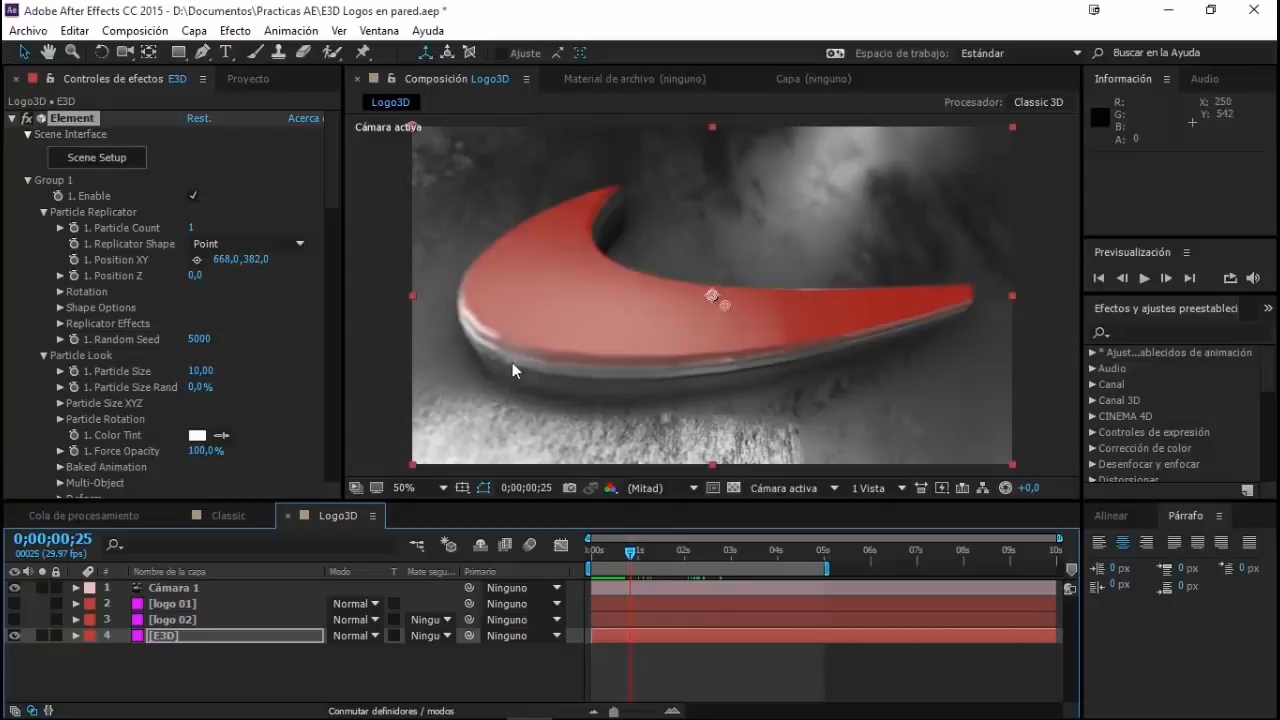 Adobe After Effects CC 2015 - D:\Documentos\Practicas AE\E3D Logos en pared.aep *
Archivo Editar Composición Capa Efecto Animación Ver Ventana Ayuda
Ajuste Espacio de trabajo: Estándar Buscar en la Ayuda
Controles de efectos E3D Proyecto
Logo3D • E3D
fx Element Rest. Acerca
Scene Interface
Scene Setup
Group 1
1. Enable
Particle Replicator
1. Particle Count 1
1. Replicator Shape Point
1. Position XY 668,0,382,0
1. Position Z 0,0
Rotation
Shape Options
Replicator Effects
1. Random Seed 5000
Particle Look
1. Particle Size 10,00
1. Particle Size Rand 0,0%
Particle Size XYZ
Particle Rotation
1. Color Tint
1. Force Opacity 100,0%
Baked Animation
Multi-Object
Composición Logo3D Material de archivo (ninguno) Capa (ninguno)
Logo3D Procesador: Classic 3D
Cámara activa
50% 0;00;00;25 (Mitad) Cámara activa 1 Vista +0,0
Información Audio
R: X: 250
G: Y: 542
B:
A: 0
Previsualización
Efectos y ajustes preestableci
* Ajust...ablecidos de animación
Audio
Canal
Canal 3D
CINEMA 4D
Controles de expresión
Corrección de color
Desenfocar y enfocar
Distorsionar
Cola de procesamiento Classic Logo3D
0;00;00;25
00025 (29.97 fps)
# Nombre de la capa Modo T Mate segu... Primario
1 Cámara 1 Ninguno
2 [logo 01] Normal Ninguno
3 [logo 02] Normal Ningu Ninguno
4 [E3D] Normal Ningu Ninguno
:00s 1s 02s 03s 04s 05s 06s 07s 08s 09s 10s
Conmutar definidores / modos
Alinear Párrafo
0 px 0 px 0 px
0 px 0 px